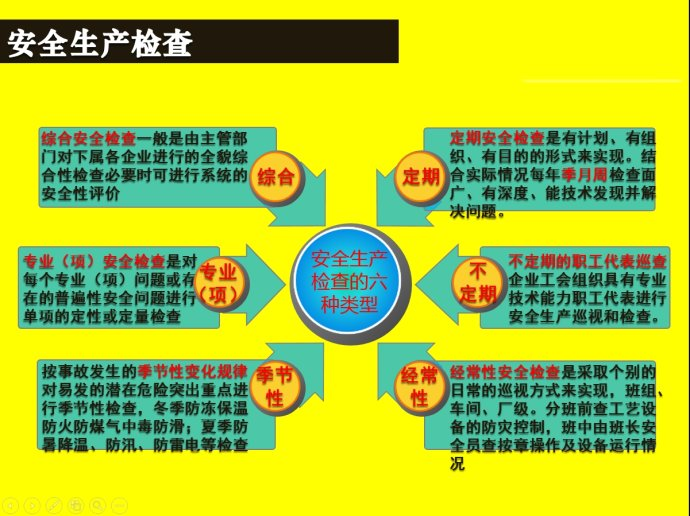 安全生产检查
综合安全检查一般是由主管部
门对下属各企业进行的全貌综
合性检查必要时可进行系统的
安全性评价
综合
定期
定期安全检查是有计划、有组
织、有目的的形式来实现。结
合实际情况每年季月周检查面
广、有深度、能技术发现并解
决问题。
专业（项）安全检查是对
每个专业（项）问题或有
在的普遍性安全问题进行
单项的定性或定量检查
专业
（项）
安全生产
检查的六
种类型
不
定期
不定期的职工代表巡查
企业工会组织具有专业
技术能力职工代表进行
安全生产巡视和检查。
按事故发生的季节性变化规律
对易发的潜在危险突出重点进
行季节性检查，冬季防冻保温
防火防煤气中毒防滑；夏季防
暑降温、防汛、防雷电等检查
季节
性
经常
性
经常性安全检查是采取个别的
日常的巡视方式来实现，班组、
车间、厂级。分班前查工艺设
备的防灾控制，班中由班长安
全员查按章操作及设备运行情
况